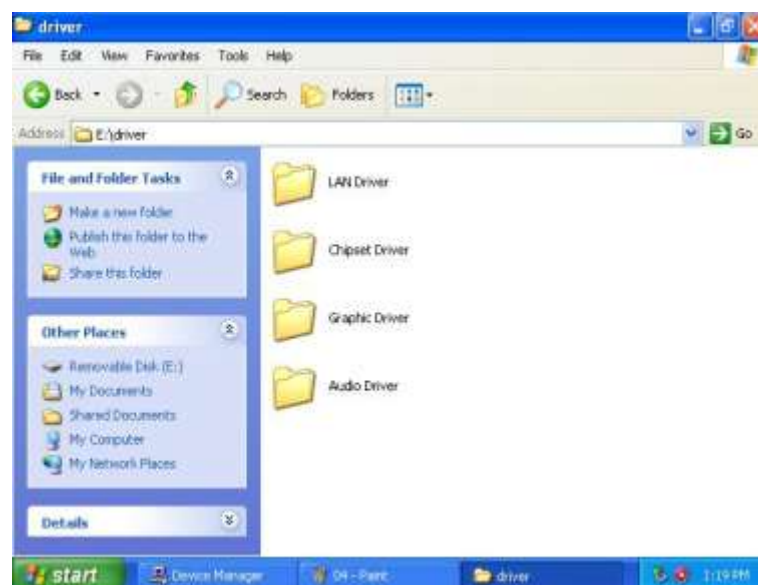 driver
File Edit View Favorites Tools Help
Back Search Folders
Address E:\driver Go
File and Folder Tasks
Make a new folder
Publish this folder to the
Web
Share this folder
Other Places
Removable Disk (E:)
My Documents
Shared Documents
My Computer
My Network Places
Details
LAN Driver
Chipset Driver
Graphic Driver
Audio Driver
start Device Manager 04 - Paint driver 1:19 PM